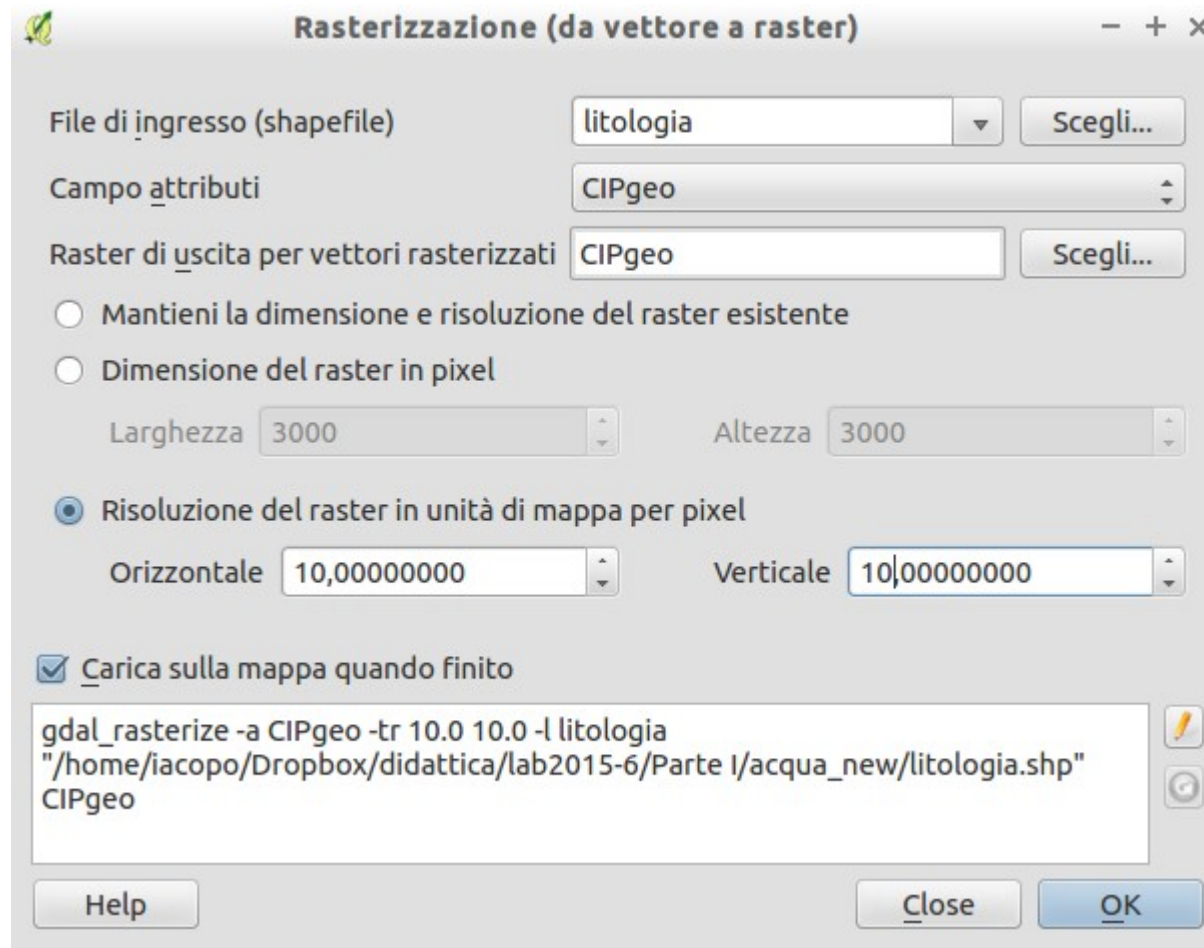 Rasterizzazione (da vettore a raster)
File di ingresso (shapefile) litologia Scegli...
Campo attributi CIPgeo
Raster di uscita per vettori rasterizzati CIPgeo Scegli...
Mantieni la dimensione e risoluzione del raster esistente
Dimensione del raster in pixel
Larghezza 3000 Altezza 3000
Risoluzione del raster in unità di mappa per pixel
Orizzontale 10,00000000 Verticale 10,00000000
Carica sulla mappa quando finito
gdal_rasterize -a CIPgeo -tr 10.0 10.0 -l litologia
"/home/iacopo/Dropbox/didattica/lab2015-6/Parte I/acqua_new/litologia.shp"
CIPgeo
Help Close OK